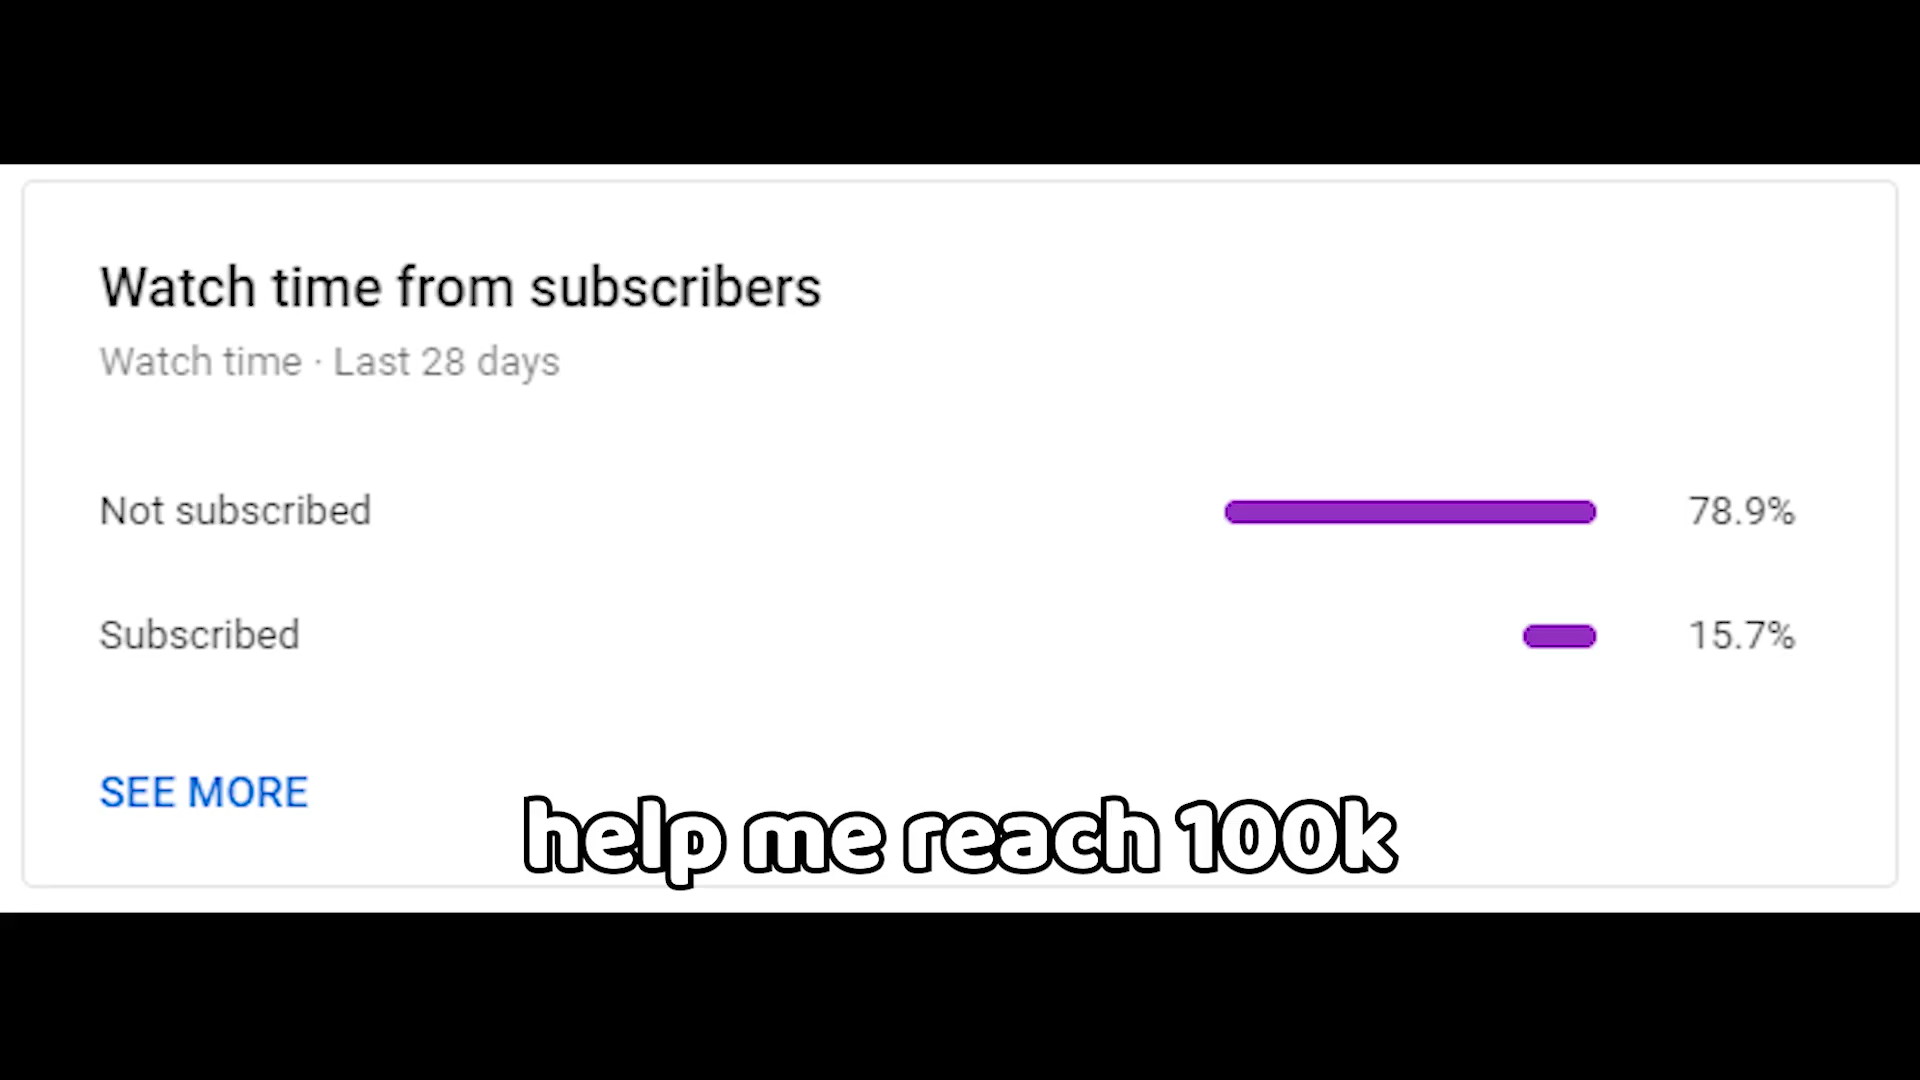 Watch time from subscribers
Watch time · Last 28 days
Not subscribed 78.9%
Subscribed 15.7%
SEE MORE
help me reach 100k